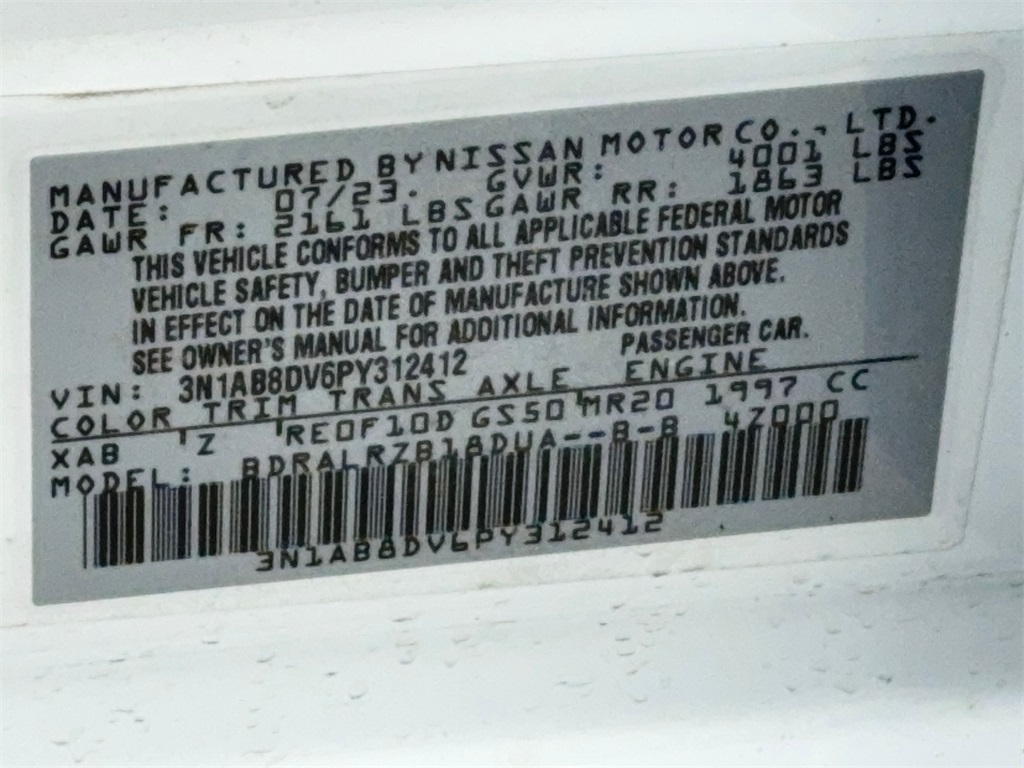 MANUFACTURED BY NISSAN MOTOR CO., LTD.
DATE: 07/23. GVWR: 4001 LBS
GAWR FR: 2161 LBS GAWR RR: 1863 LBS
THIS VEHICLE CONFORMS TO ALL APPLICABLE FEDERAL MOTOR
VEHICLE SAFETY, BUMPER AND THEFT PREVENTION STANDARDS
IN EFFECT ON THE DATE OF MANUFACTURE SHOWN ABOVE.
SEE OWNER'S MANUAL FOR ADDITIONAL INFORMATION.
VIN: 3N1AB8DV6PY312412 PASSENGER CAR.
COLOR TRIM TRANS AXLE ENGINE
XAB Z RE0F10D GS50 MR20 1997 CC
MODEL: BDRALRZB18DUA--B-B 4Z000
3N1AB8DV6PY312412